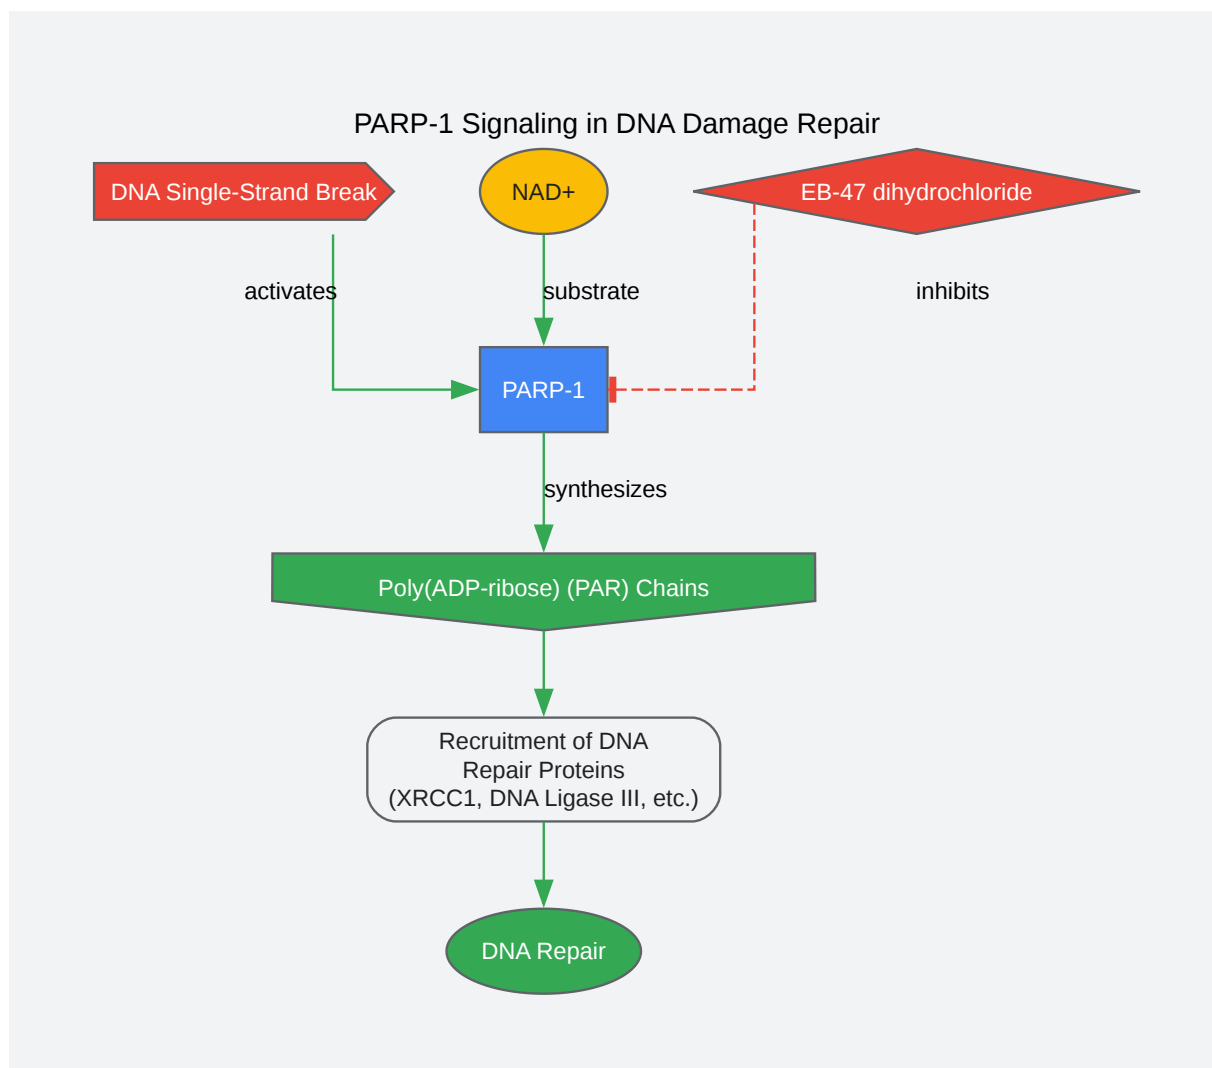 PARP-1 Signaling in DNA Damage Repair
DNA Single-Strand Break
NAD+
EB-47 dihydrochloride
activates
substrate
inhibits
PARP-1
synthesizes
Poly(ADP-ribose) (PAR) Chains
Recruitment of DNA
Repair Proteins
(XRCC1, DNA Ligase III, etc.)
DNA Repair